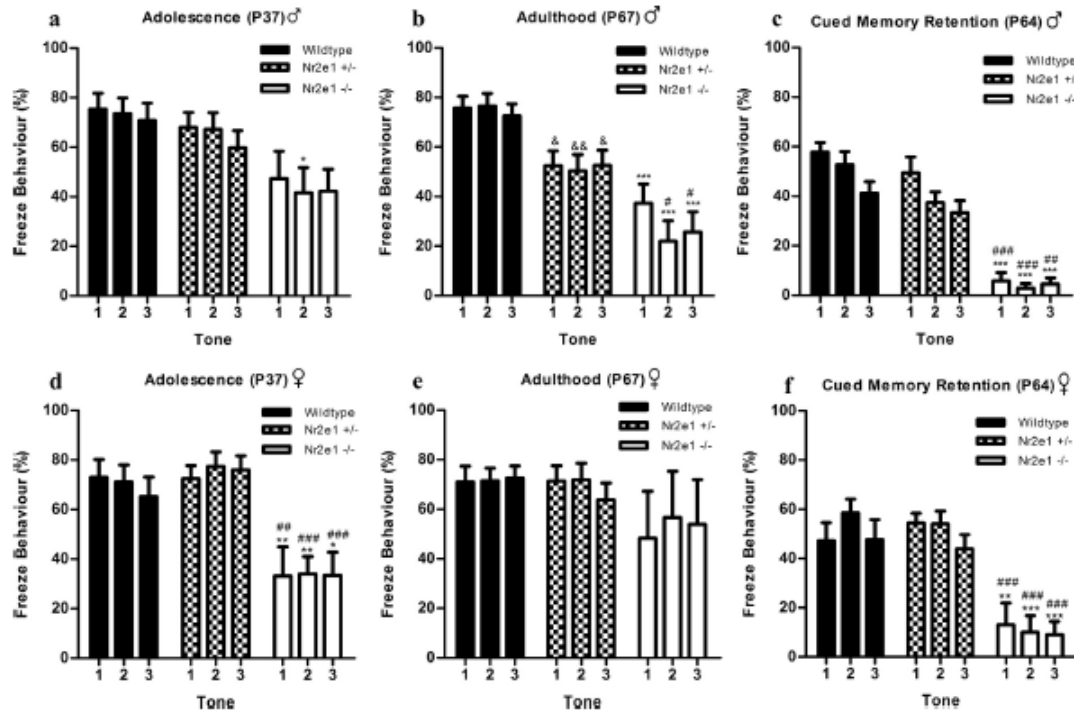 a
Adolescence (P37)♂
Freeze Behaviour (%)
100
80
60
40
20
0
Wildtype
Nr2e1 +/-
Nr2e1 -/-
*
1 2 3 1 2 3 1 2 3
Tone
b
Adulthood (P67)♂
Freeze Behaviour (%)
100
80
60
40
20
0
Wildtype
Nr2e1 +/-
Nr2e1 -/-
& && &
*** # #
*** ***
1 2 3 1 2 3 1 2 3
Tone
c
Cued Memory Retention (P64)♂
Freeze Behaviour (%)
100
80
60
40
20
0
Wildtype
Nr2e1 +/-
Nr2e1 -/-
### ### ##
*** *** ***
1 2 3 1 2 3 1 2 3
Tone
d
Adolescence (P37)♀
Freeze Behaviour (%)
100
80
60
40
20
0
Wildtype
Nr2e1 +/-
Nr2e1 -/-
## ### ###
** ** *
1 2 3 1 2 3 1 2 3
Tone
e
Adulthood (P67)♀
Freeze Behaviour (%)
100
80
60
40
20
0
Wildtype
Nr2e1 +/-
Nr2e1 -/-
1 2 3 1 2 3 1 2 3
Tone
f
Cued Memory Retention (P64)♀
Freeze Behaviour (%)
100
80
60
40
20
0
Wildtype
Nr2e1 +/-
Nr2e1 -/-
### ### ###
** *** ***
1 2 3 1 2 3 1 2 3
Tone